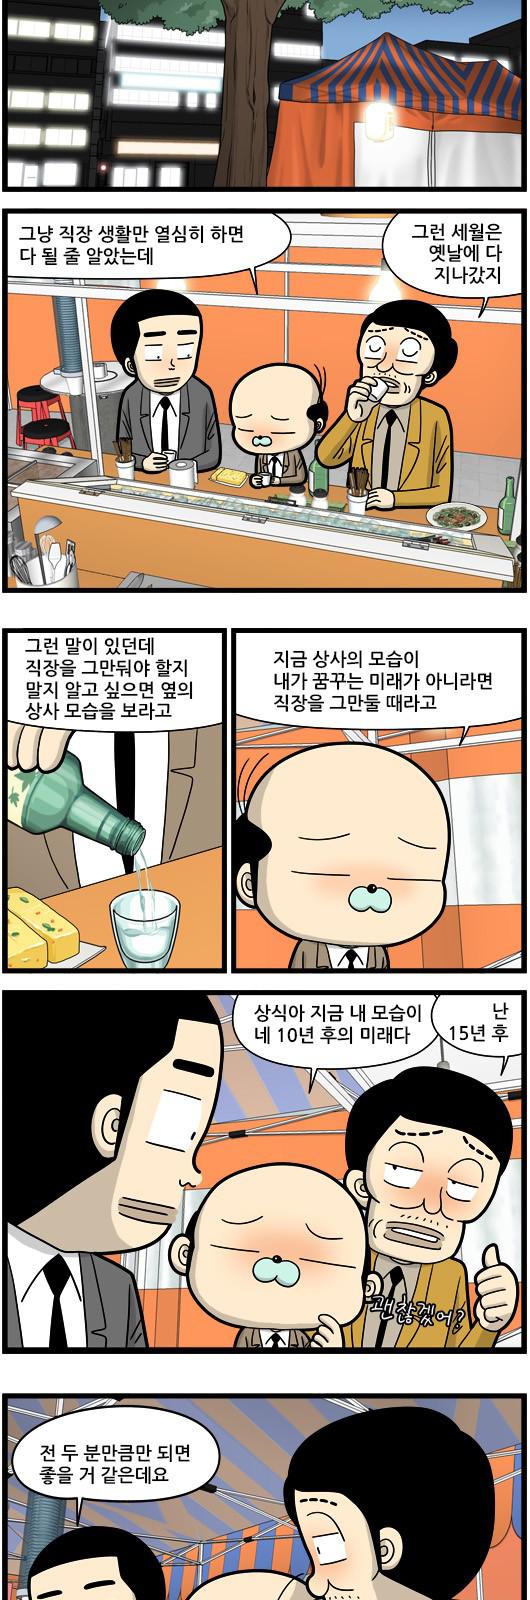 그냥 직장 생활만 열심히 하면
다 될 줄 알았는데
그런 세월은
옛날에 다
지나갔지
그런 말이 있던데
직장을 그만둬야 할지
말지 알고 싶으면 옆의
상사 모습을 보라고
지금 상사의 모습이
내가 꿈꾸는 미래가 아니라면
직장을 그만둘 때라고
상식아 지금 내 모습이
네 10년 후의 미래다
난
15년 후
괜찮겠어?
전 두 분만큼만 되면
좋을 거 같은데요